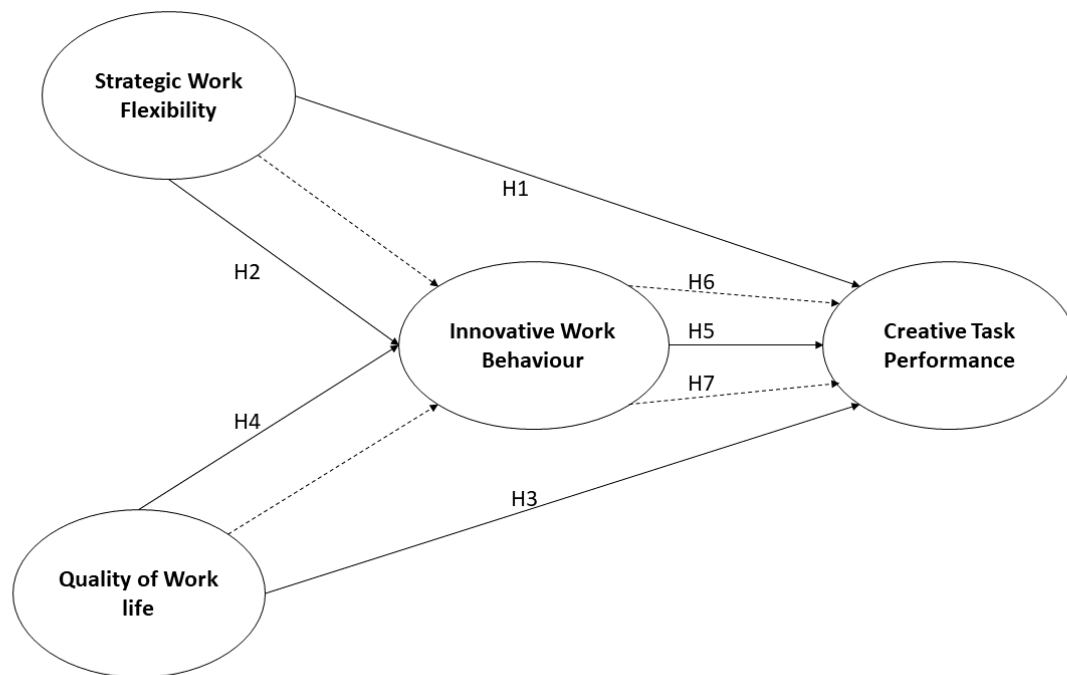 Strategic Work
Flexibility
H1
H2
H6
Innovative Work
Behaviour
H5
Creative Task
Performance
H7
H4
H3
Quality of Work
life